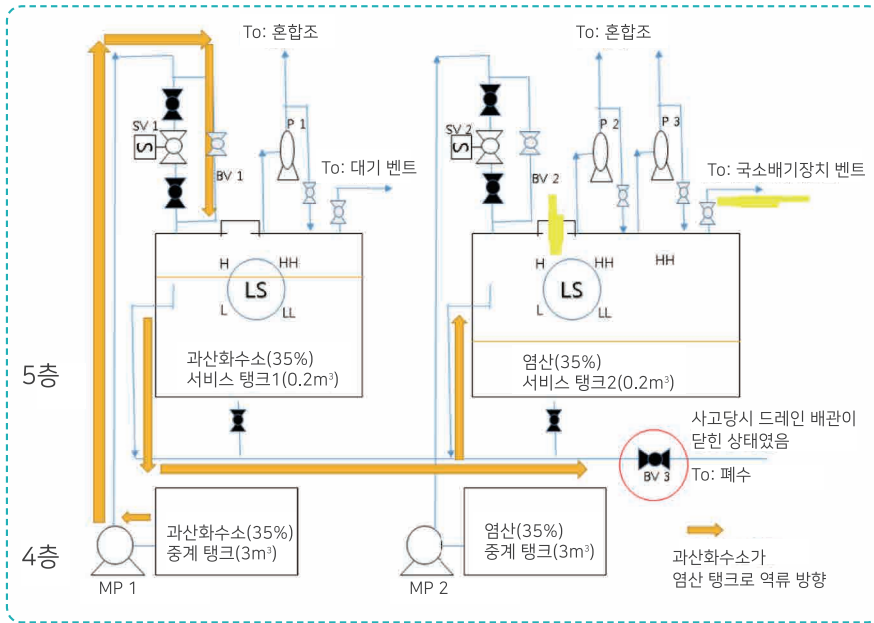 To: 혼합조
To: 혼합조
SV 1
S
P 1
BV 1
To: 대기 벤트
SV 2
S
P 2
P 3
BV 2
To: 국소배기장치 벤트
H
HH
LS
L
LL
H
HH
HH
LS
L
LL
5층
과산화수소(35%)
서비스 탱크1(0.2m³)
염산(35%)
서비스 탱크2(0.2m³)
사고당시 드레인 배관이
닫힌 상태였음
BV 3
To: 폐수
4층
과산화수소(35%)
중계 탱크(3m³)
MP 1
염산(35%)
중계 탱크(3m³)
MP 2
과산화수소가
염산 탱크로 역류 방향